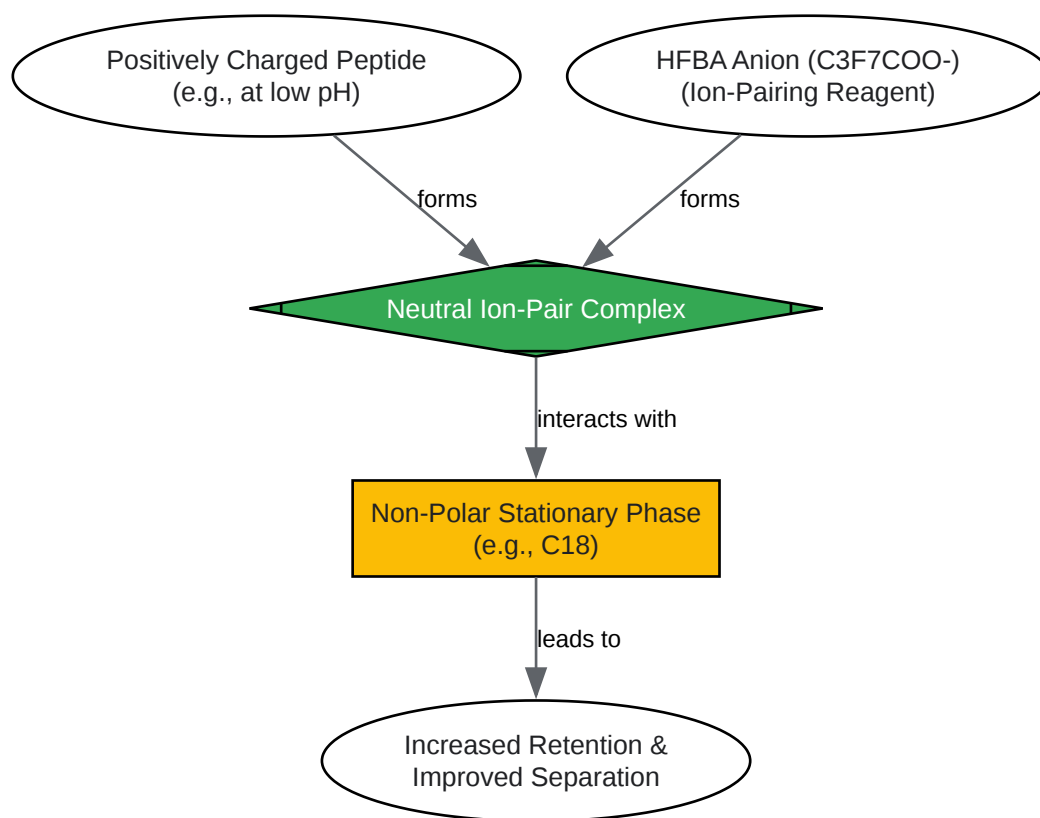 Positively Charged Peptide
(e.g., at low pH)
HFBA Anion (C3F7COO-)
(Ion-Pairing Reagent)
forms
forms
Neutral Ion-Pair Complex
interacts with
Non-Polar Stationary Phase
(e.g., C18)
leads to
Increased Retention &
Improved Separation